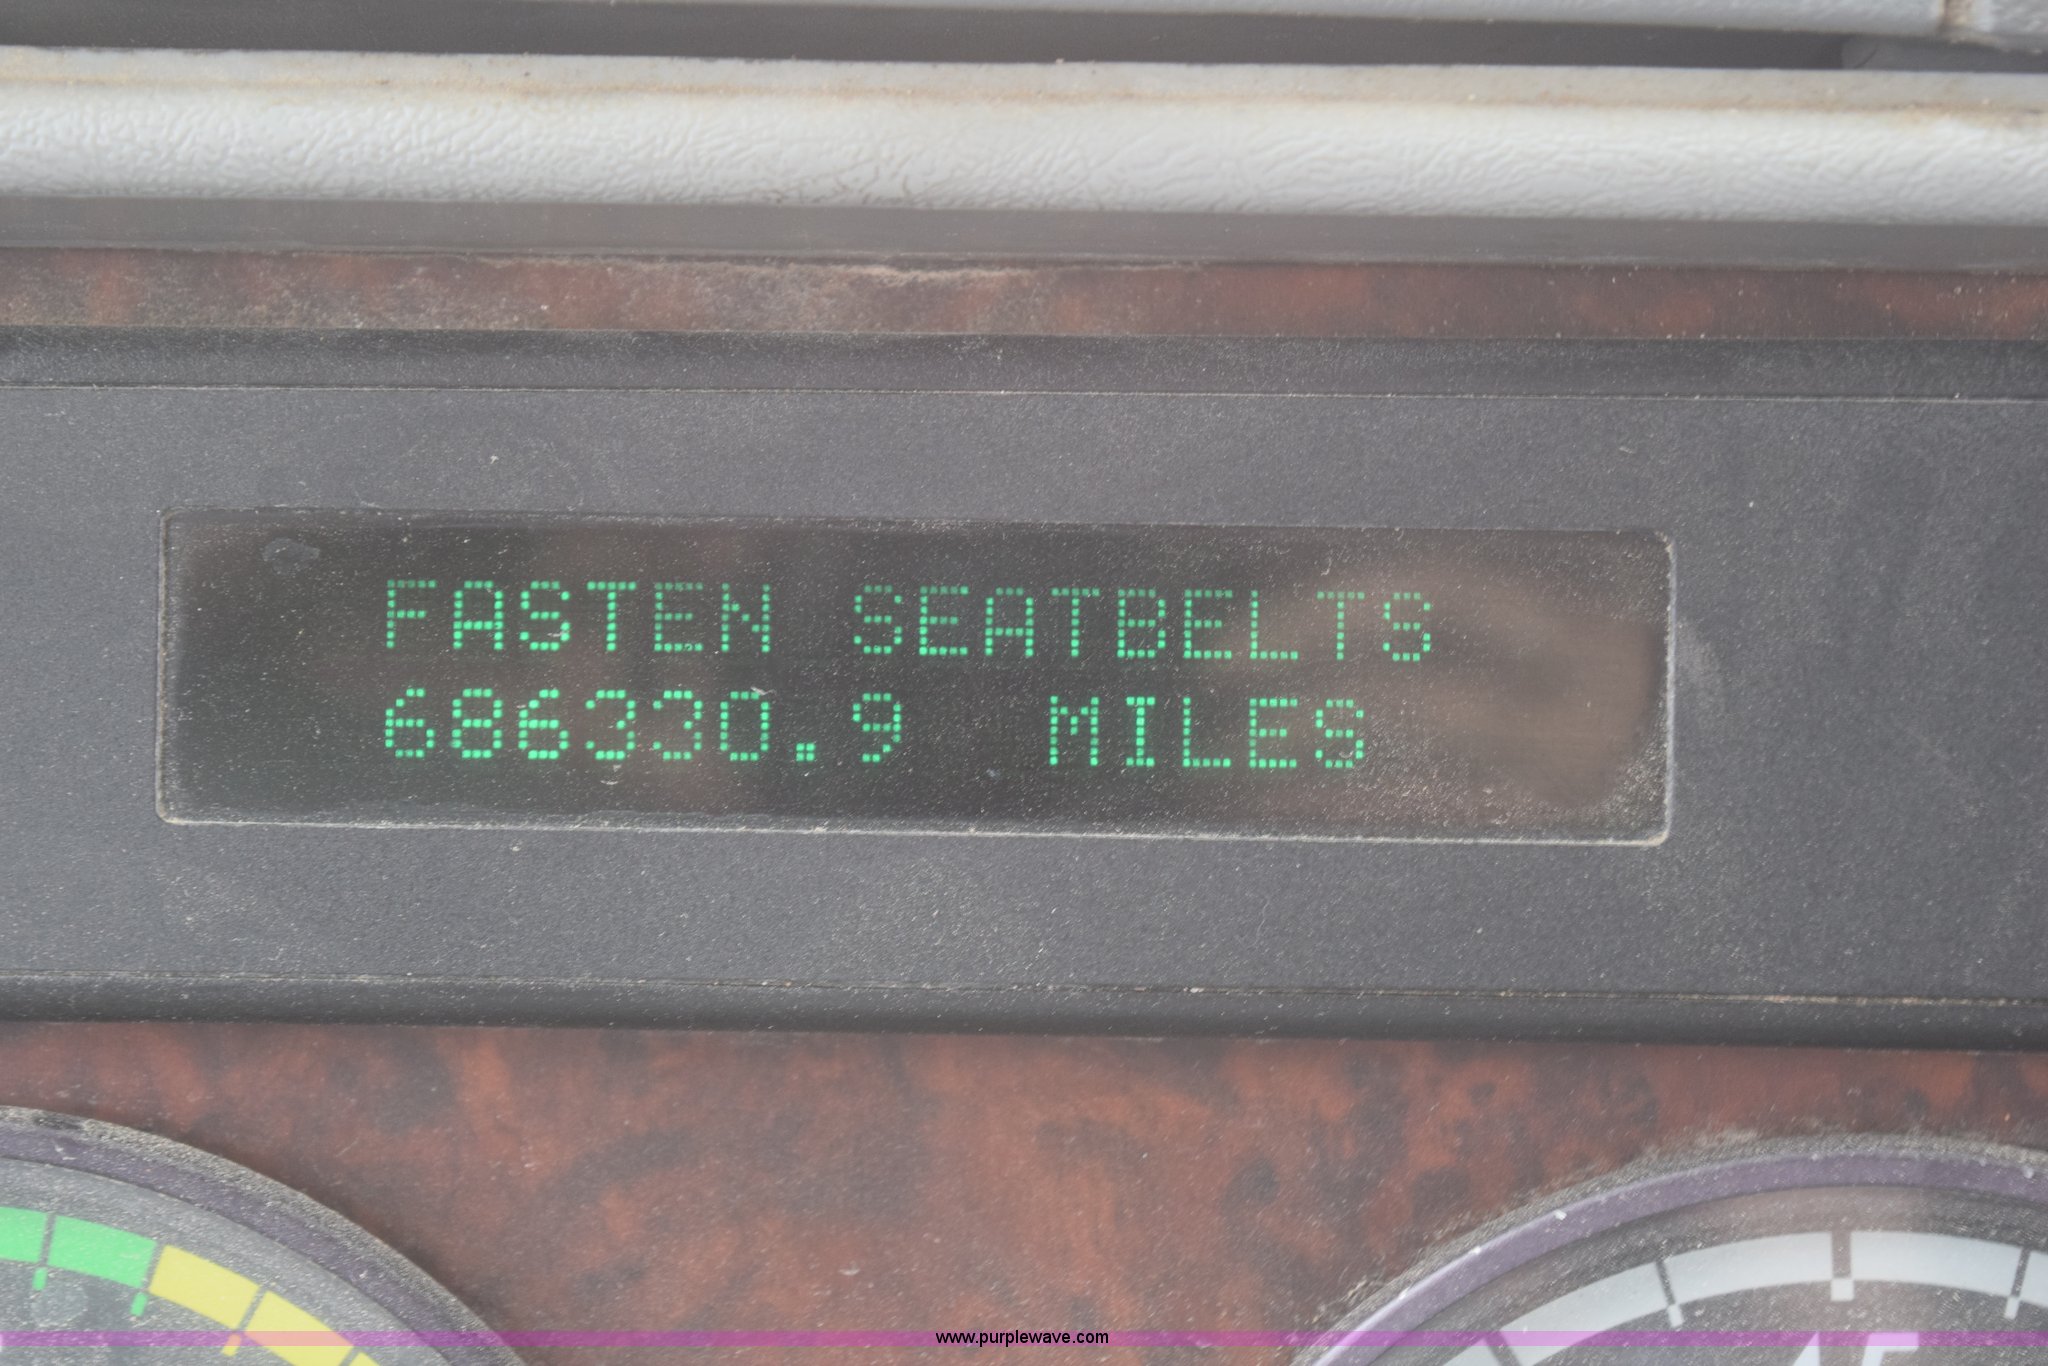 FASTEN SEATBELTS
686330.9 MILES
www.purplewave.com